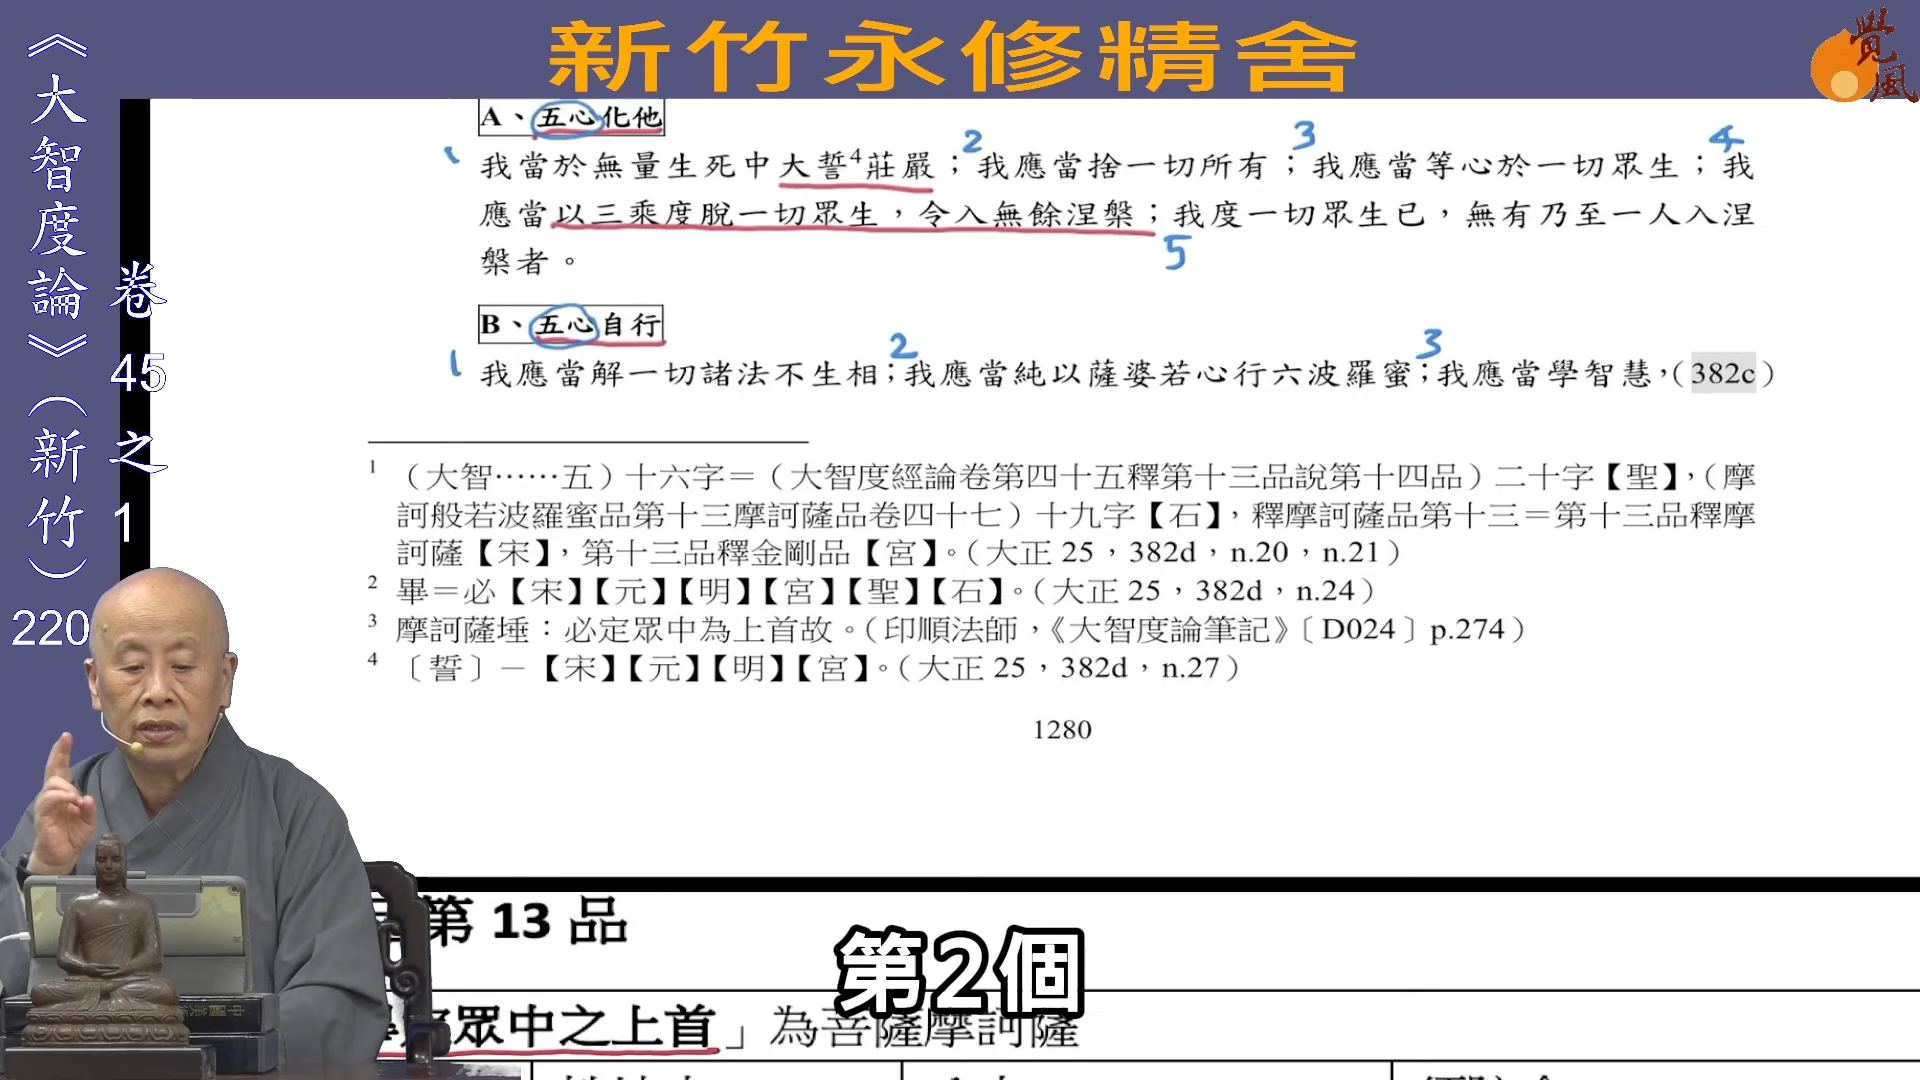 新竹永修精舍
覺風
《大智度論》(新竹) 220
卷45之1
A、五心化他
1 2 3 4
我當於無量生死中大誓4莊嚴；我應當捨一切所有；我應當等心於一切眾生；我
應當以三乘度脫一切眾生，令入無餘涅槃；我度一切眾生已，無有乃至一人入涅
5
槃者。
B、五心自行
1 2 3
我應當解一切諸法不生相；我應當純以薩婆若心行六波羅蜜；我應當學智慧，（382c）
1 （大智……五）十六字＝（大智度經論卷第四十五釋第十三品說第十四品）二十字【聖】，（摩
訶般若波羅蜜品第十三摩訶薩品卷四十七）十九字【石】，釋摩訶薩品第十三＝第十三品釋摩
訶薩【宋】，第十三品釋金剛品【宮】。（大正 25，382d，n.20，n.21）
2 畢＝必【宋】【元】【明】【宮】【聖】【石】。（大正 25，382d，n.24）
3 摩訶薩埵：必定眾中為上首故。（印順法師，《大智度論筆記》〔D024〕p.274）
4 〔誓〕－【宋】【元】【明】【宮】。（大正 25，382d，n.27）
1280
第 13 品
第2個
眾中之上首」為菩薩摩訶薩